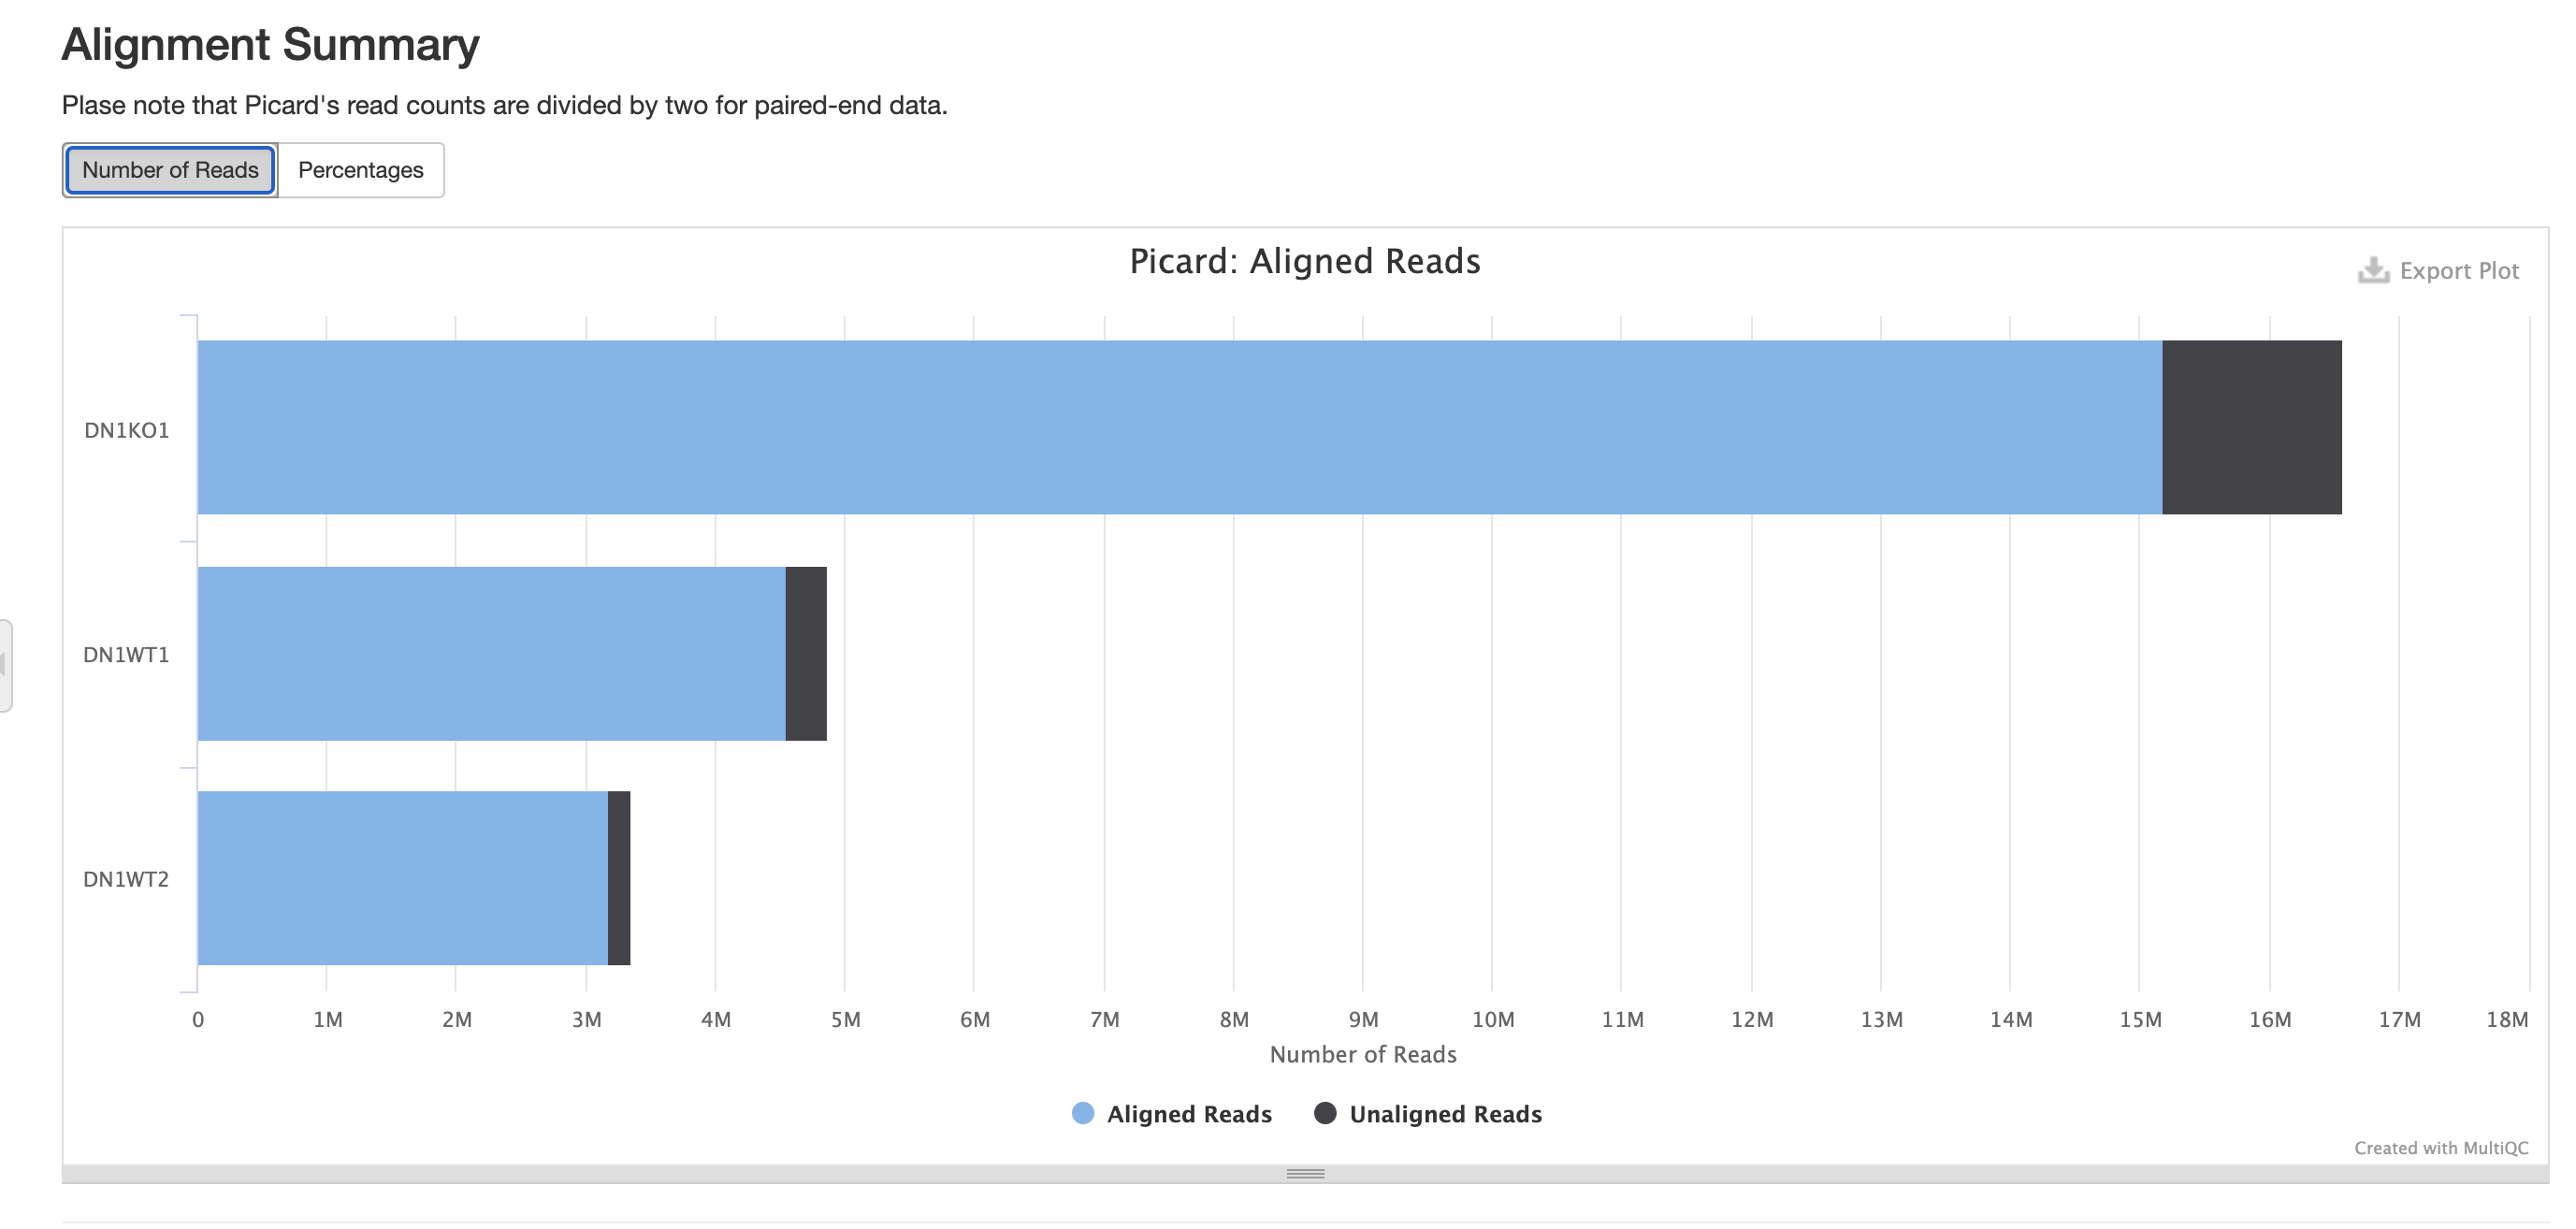 Alignment Summary
Plase note that Picard's read counts are divided by two for paired-end data.
Number of Reads Percentages
Picard: Aligned Reads
Export Plot
DN1KO1
DN1WT1
DN1WT2
0 1M 2M 3M 4M 5M 6M 7M 8M 9M 10M 11M 12M 13M 14M 15M 16M 17M 18M
Number of Reads
Aligned Reads Unaligned Reads
Created with MultiQC